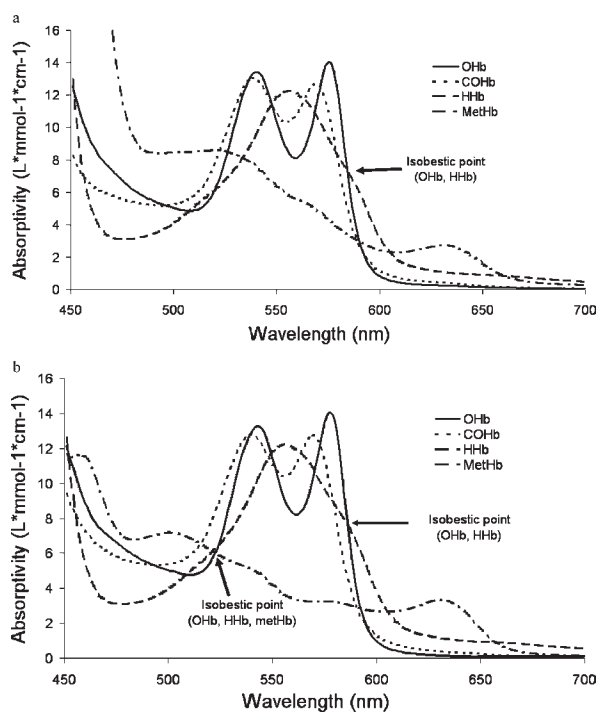 a
16
14
12
10
8
6
4
2
0
Absorptivity (L*mmol-1*cm-1)
OHb
COHb
HHb
MetHb
Isobestic point
(OHb, HHb)
450
500
550
600
650
700
Wavelength (nm)
b
16
14
12
10
8
6
4
2
0
Absorptivity (L*mmol-1*cm-1)
OHb
COHb
HHb
MetHb
Isobestic point
(OHb, HHb)
Isobestic point
(OHb, HHb, metHb)
450
500
550
600
650
700
Wavelength (nm)